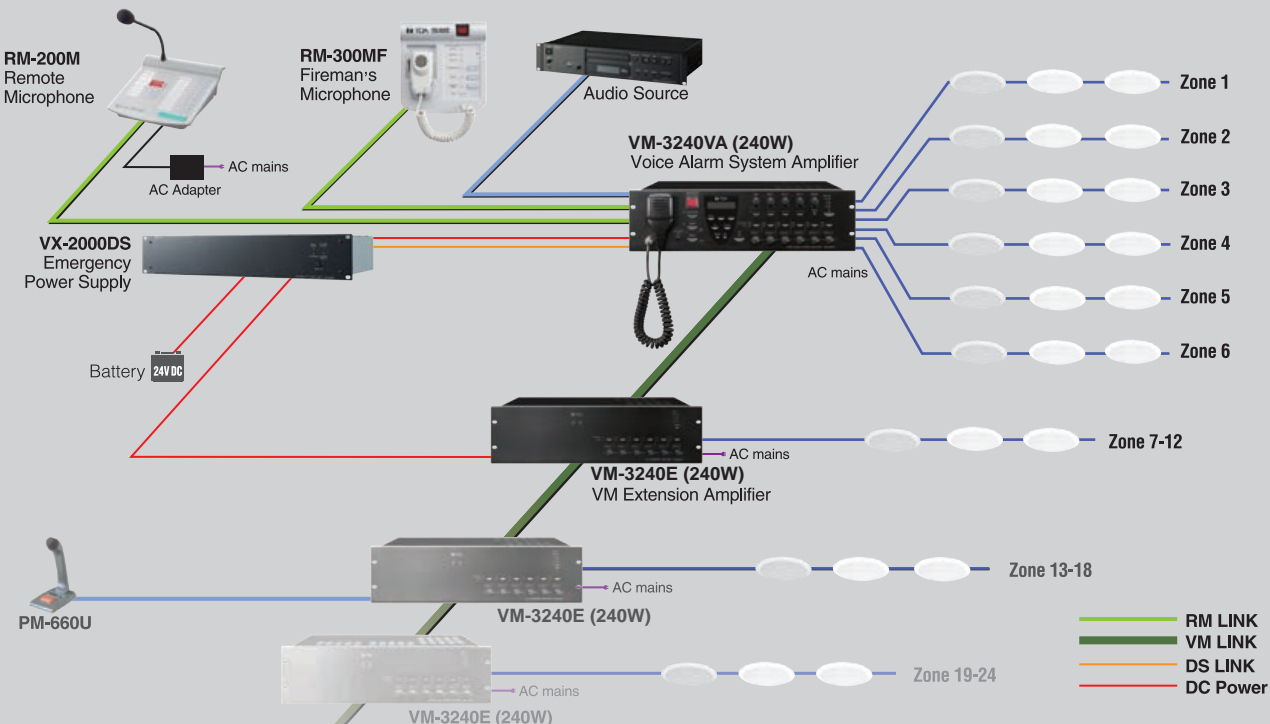 RM-200M
Remote
Microphone
RM-300MF
Fireman's
Microphone
Audio Source
AC mains
AC Adapter
VM-3240VA (240W)
Voice Alarm System Amplifier
Zone 1
Zone 2
Zone 3
Zone 4
Zone 5
Zone 6
VX-2000DS
Emergency
Power Supply
AC mains
Battery
24V DC
Zone 7-12
AC mains
VM-3240E (240W)
VM Extension Amplifier
PM-660U
Zone 13-18
AC mains
VM-3240E (240W)
Zone 19-24
AC mains
VM-3240E (240W)
RM LINK
VM LINK
DS LINK
DC Power